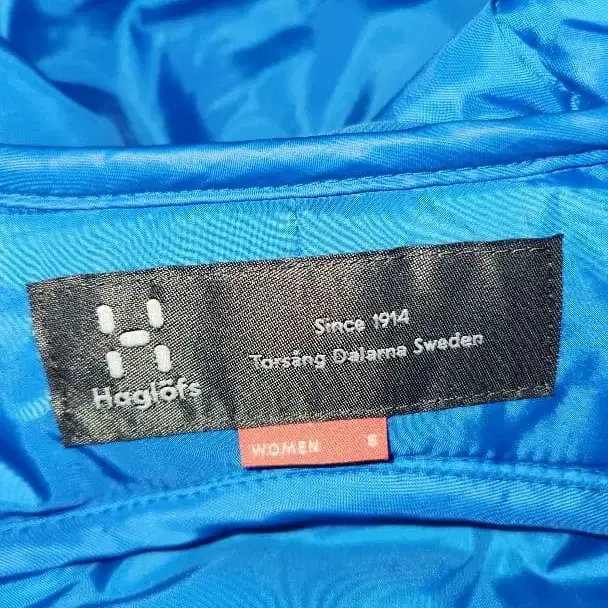 Since 1914
Torsång Dalarna Sweden
Haglöfs
WOMEN S